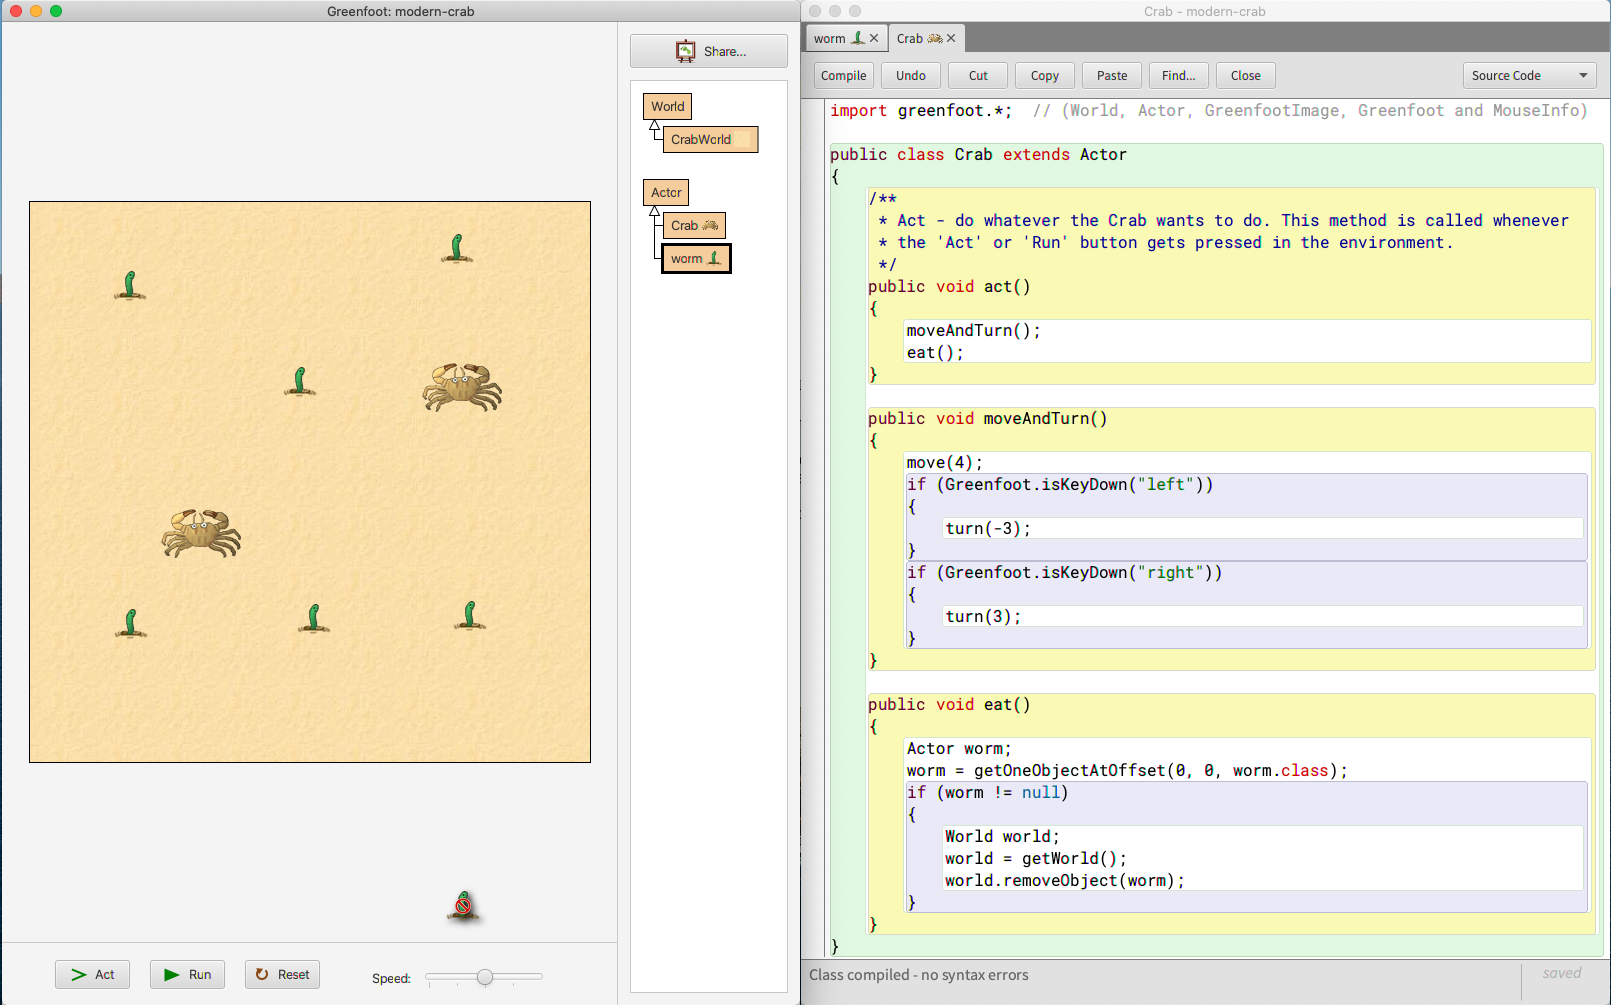 Greenfoot: modern-crab
Share...
World
CrabWorld
Actor
Crab
worm
Act
Run
Reset
Speed:
Crab - modern-crab
worm
Crab
Compile
Undo
Cut
Copy
Paste
Find...
Close
Source Code
import greenfoot.*;  // (World, Actor, GreenfootImage, Greenfoot and MouseInfo)
public class Crab extends Actor
{
/**
* Act - do whatever the Crab wants to do. This method is called whenever
* the 'Act' or 'Run' button gets pressed in the environment.
*/
public void act()
{
moveAndTurn();
eat();
}
public void moveAndTurn()
{
move(4);
if (Greenfoot.isKeyDown("left"))
{
turn(-3);
}
if (Greenfoot.isKeyDown("right"))
{
turn(3);
}
}
public void eat()
{
Actor worm;
worm = getOneObjectAtOffset(0, 0, worm.class);
if (worm != null)
{
World world;
world = getWorld();
world.removeObject(worm);
}
}
}
Class compiled - no syntax errors
saved